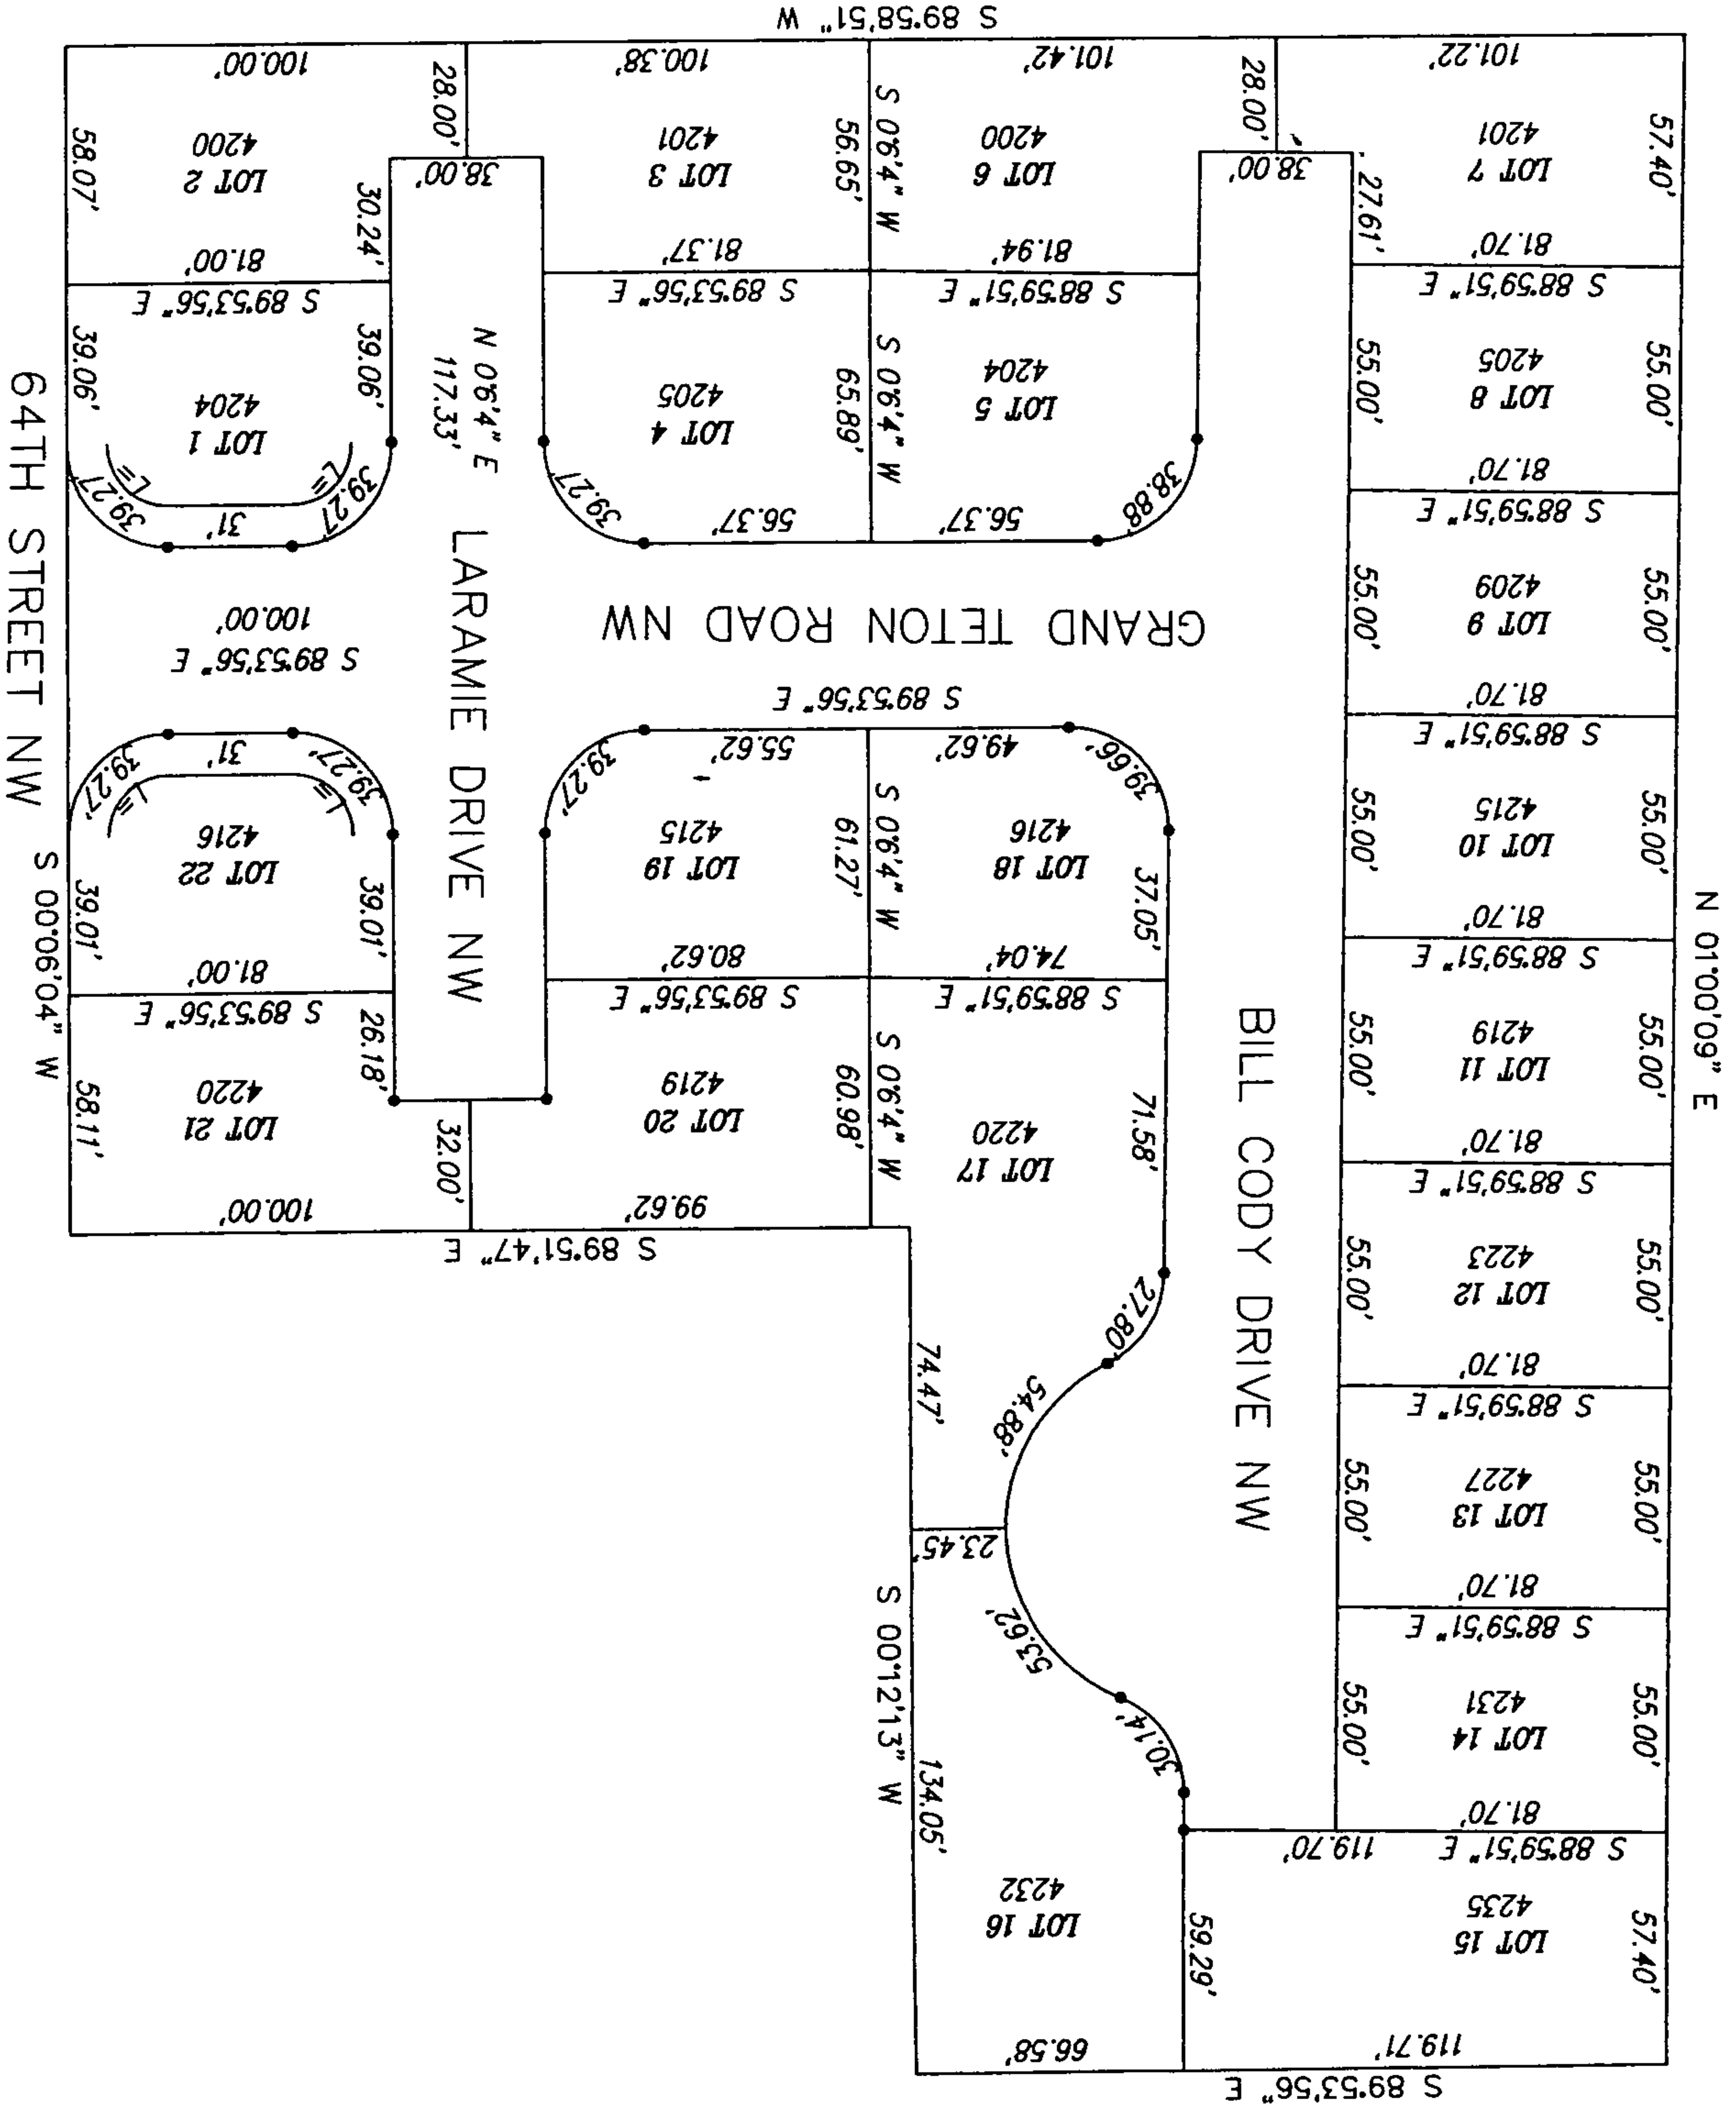 S 89°53'56" E
119.71'
66.58'
57.40'
LOT 15
4235
59.29'
LOT 16
4232
134.05'
S 88°59'51" E
119.70'
81.70'
55.00'
LOT 14
4231
55.00'
30.14'
S 00°12'13" W
S 88°59'51" E
81.70'
53.62'
23.45'
55.00'
LOT 13
4227
55.00'
54.88'
74.47'
S 88°59'51" E
81.70'
27.80'
55.00'
LOT 12
4223
55.00'
S 89°51'47" E
S 88°59'51" E
81.70'
71.58'
LOT 17
4220
S 0°6'4" W
60.98'
99.62'
LOT 20
4219
32.00'
100.00'
LOT 21
4220
58.11'
26.18'
55.00'
LOT 11
4219
55.00'
BILL CODY DRIVE NW
N 01°00'09" E
S 88°59'51" E
81.70'
S 88°59'51" E
74.04'
S 89°53'56" E
80.62'
S 89°53'56" E
81.00'
S 00°06'04" W
55.00'
LOT 10
4215
55.00'
37.05'
LOT 18
4216
39.66'
49.62'
S 0°6'4" W
61.27'
LOT 19
4215
39.27'
55.62'
39.01'
LOT 22
4216
39.01'
39.27'
L=
31'
L=
39.27'
S 88°59'51" E
81.70'
S 89°53'56" E
55.00'
LOT 9
4209
55.00'
GRAND TETON ROAD NW
LARAMIE DRIVE NW
S 89°53'56" E
100.00'
64TH STREET NW
S 88°59'51" E
81.70'
38.88'
56.37'
56.37'
39.27
39.27
L=
31'
L=
39.27
55.00'
LOT 8
4205
55.00'
LOT 5
4204
S 0°6'4" W
65.89'
LOT 4
4205
N 0°6'4" E
117.33'
39.06'
LOT 1
4204
39.06'
S 88°59'51" E
81.70'
S 88°59'51" E
81.94'
S 89°53'56" E
81.37'
S 89°53'56" E
81.00'
57.40'
LOT 7
4201
27.61'
38.00'
28.00'
LOT 6
4200
S 0°6'4" W
56.65'
LOT 3
4201
38.00'
28.00'
30.24'
LOT 2
4200
58.07'
101.22'
101.42'
100.38'
100.00'
S 89°58'51" W